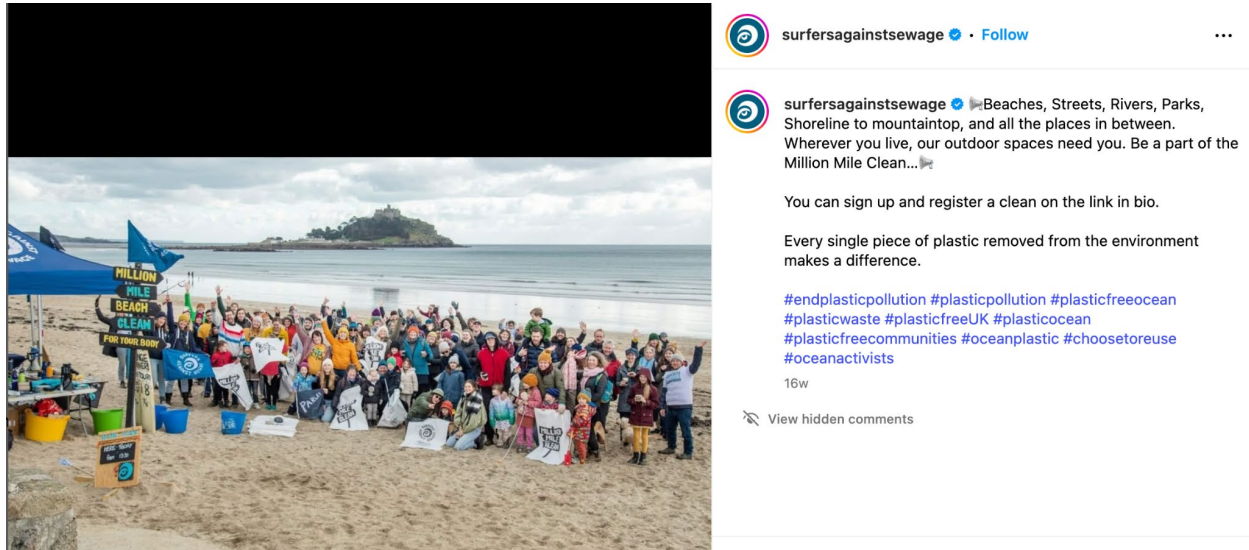 surfersagainstsewage • Follow
surfersagainstsewage Beaches, Streets, Rivers, Parks,
Shoreline to mountaintop, and all the places in between.
Wherever you live, our outdoor spaces need you. Be a part of the
Million Mile Clean...
You can sign up and register a clean on the link in bio.
Every single piece of plastic removed from the environment
makes a difference.
#endplasticpollution #plasticpollution #plasticfreeocean
#plasticwaste #plasticfreeUK #plasticocean
#plasticfreecommunities #oceanplastic #choosetoreuse
#oceanactivists
16w
View hidden comments
MILLION
MILE
BEACH
CLEAN
FOR YOUR BODY
MILLION
MILE
CLEAN